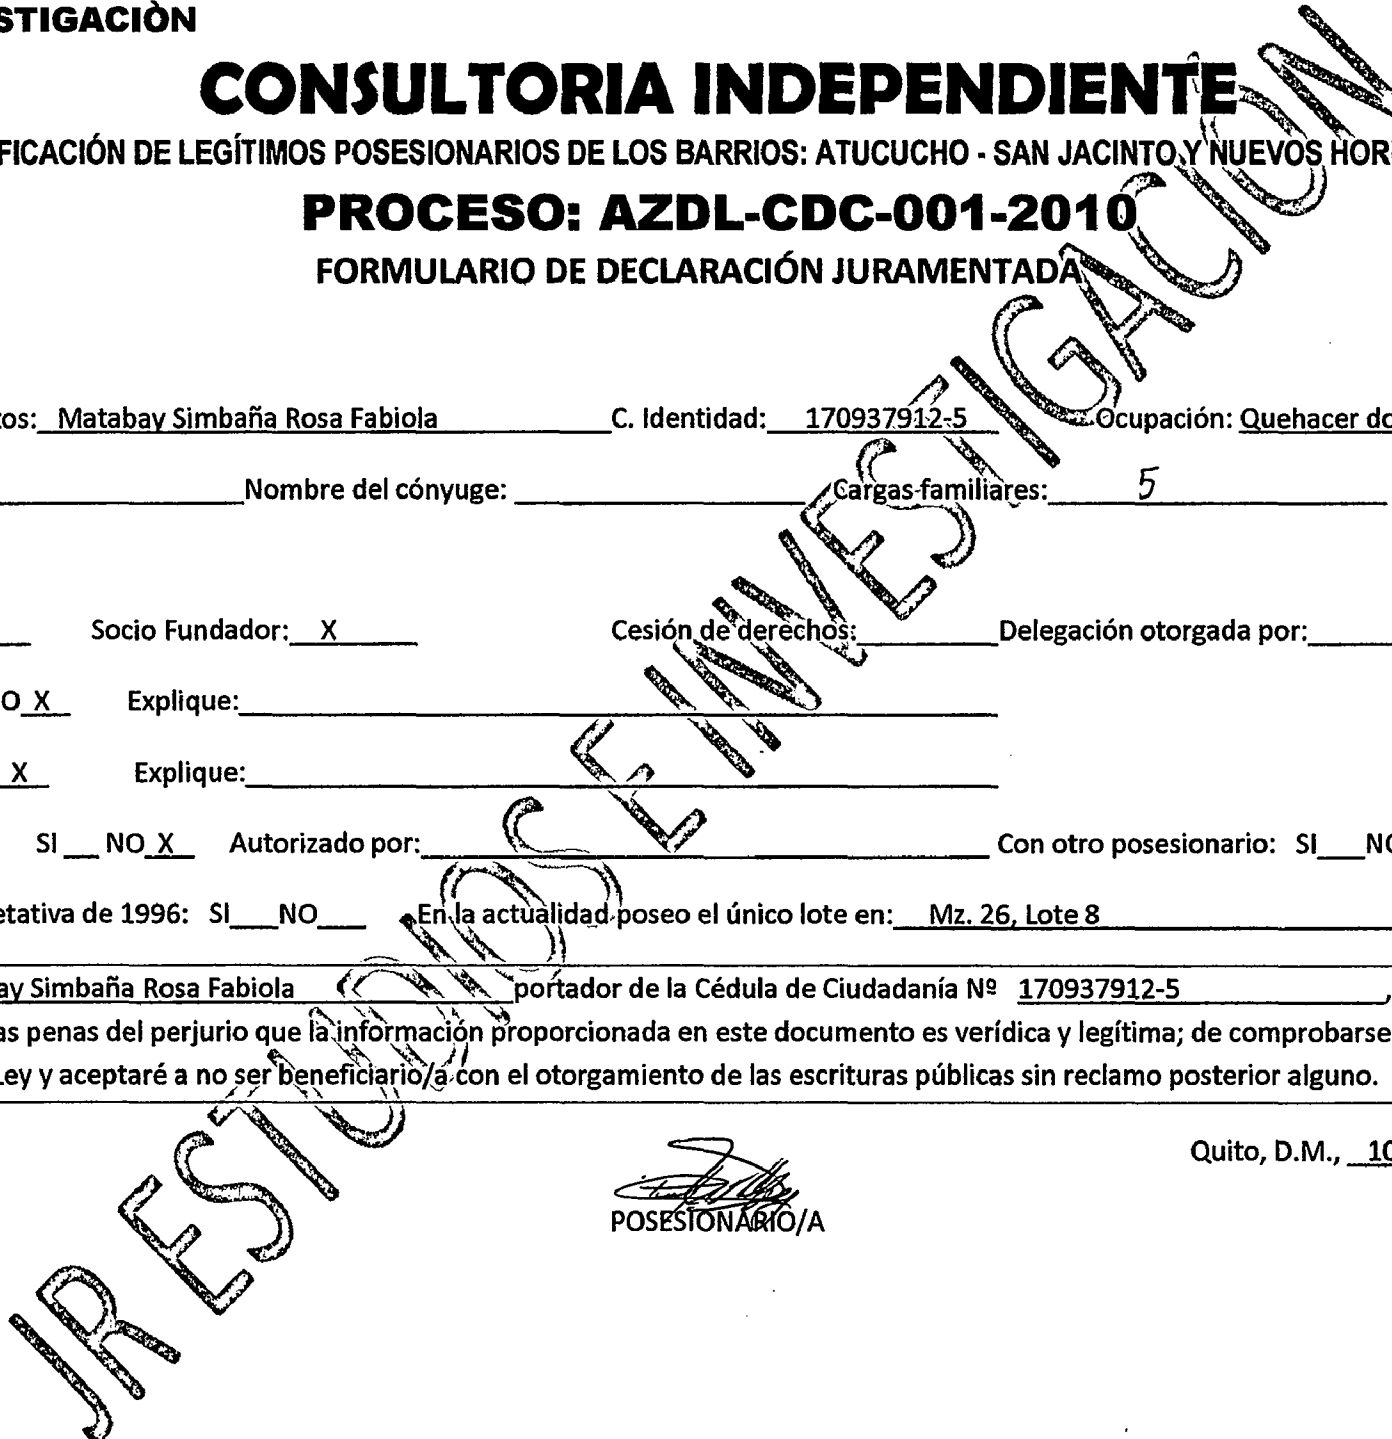 STIGACIÒN
CONSULTORIA INDEPENDIENTE
FICACIÓN DE LEGÍTIMOS POSESIONARIOS DE LOS BARRIOS: ATUCUCHO - SAN JACINTO Y NUEVOS HOR
PROCESO: AZDL-CDC-001-2010
FORMULARIO DE DECLARACIÓN JURAMENTADA
os: Matabay Simbaña Rosa Fabiola C. Identidad: 170937912-5 Ocupación: Quehacer do
Nombre del cónyuge: Cargas familiares: 5
Socio Fundador: X Cesión de derechos: Delegación otorgada por:
O X Explique:
X Explique:
SI NO X Autorizado por: Con otro posesionario: SI NO
etativa de 1996: SI NO En la actualidad poseo el único lote en: Mz. 26, Lote 8
ay Simbaña Rosa Fabiola portador de la Cédula de Ciudadanía Nº 170937912-5,
as penas del perjurio que la información proporcionada en este documento es verídica y legítima; de comprobarse
Ley y aceptaré a no ser beneficiario/a con el otorgamiento de las escrituras públicas sin reclamo posterior alguno.
Quito, D.M., 10
POSESIONARIO/A
JR ESTUDIOS E INVESTIGACION